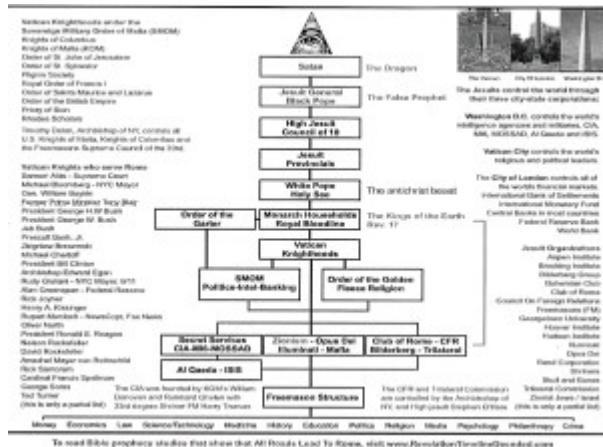 Vatican Knighthoods under the
Sovereign Military Order of Malta (SMOM)
Knights of Columbus
Knights of Malta (KOM)
Order of St. John of Jerusalem
Order of St. Sylvester
Pilgrim Society
Royal Order of Francis I
Order of Saints Maurice and Lazarus
Order of the British Empire
Priory of Sion
Rhodes Scholars
Timothy Dolan, Archbishop of NY, controls all
U.S. Knights of Malta, Knights of Columbus and
the Freemasons Supreme Council of the 33rd.
Vatican Knights who serve Rome
Samuel Alito - Supreme Court
Michael Bloomberg - NYC Mayor
Gen. William Boykin
Former Prime Minister Tony Blair
President George H.W Bush
President George W. Bush
Jeb Bush
Prescott Bush Jr.
Zbigniew Brzezinski
Michael Chertoff
President Bill Clinton
Archbishop Edward Egan
Rudy Giuliani - NYC Mayor, 9/11
Alan Greenspan - Federal Reserve
Rick Joyner
Henry A. Kissinger
Rupert Murdoch - NewsCorp, Fox News
Oliver North
President Ronald E. Reagan
Nelson Rockefeller
David Rockefeller
Amschel Mayer von Rothschild
Rick Santorum
Cardinal Francis Spellman
George Soros
Ted Turner
(this is only a partial list)
Satan
The Dragon
Jesuit General
Black Pope
The False Prophet
High Jesuit
Council of 10
Jesuit
Provincials
White Pope
Holy See
The antichrist beast
Order of the
Garter
Monarch Households
Royal Bloodline
The Kings of the Earth
Rev. 17
Vatican
Knighthoods
SMOM
Politics-Intel-Banking
Order of the Golden
Fleece Religion
Secret Services
CIA-MI6-MOSSAD
Zionism - Opus Dei
Illuminati - Mafia
Club of Rome - CFR
Bilderberg - Trilateral
Al Qaeda - ISIS
The CIA was founded by KOM's William
Donovan and Reinhard Gehlen with
33rd degree Shriner FM Harry Truman
Freemason Structure
The CFR and Trilateral Commission
are controlled by the Archbishop of
NY, and High Jesuit
The Vatican
City Of London
Washington D
The Jesuits control the world through
their three city-state corporations:
Washington D.C. controls the world's
intelligence agencies and militaries, CIA,
MI6, MOSSAD, Al Qaeda and ISIS.
Vatican City controls the world's
religious and political leaders.
The City of London controls all of
the worlds financial markets.
International Bank of Settlements
International Monetary Fund
Central Banks in most countries
Federal Reserve Bank
World Bank
Jesuit Organizations
Aspen Institute
Brooking Institute
Bilderberg Group
Bohemian Club
Club of Rome
Council On Foreign Relations
Freemasons (FM)
Georgetown University
Hoover Institute
Hudson Institute
Illuminati
Opus Dei
Rand Corporation
Shriners
Skull and Bones
Trilateral Commission
Zionist Jews / Israel
(this is only a partial list)
Money Economics Law Science/Technology Medicine History Education Politics Religion Media Psychology Philanthropy Crime
To read Bible prophecy studies that show that All Roads Lead To Rome, visit www.RevelationTimelineDecoded.com